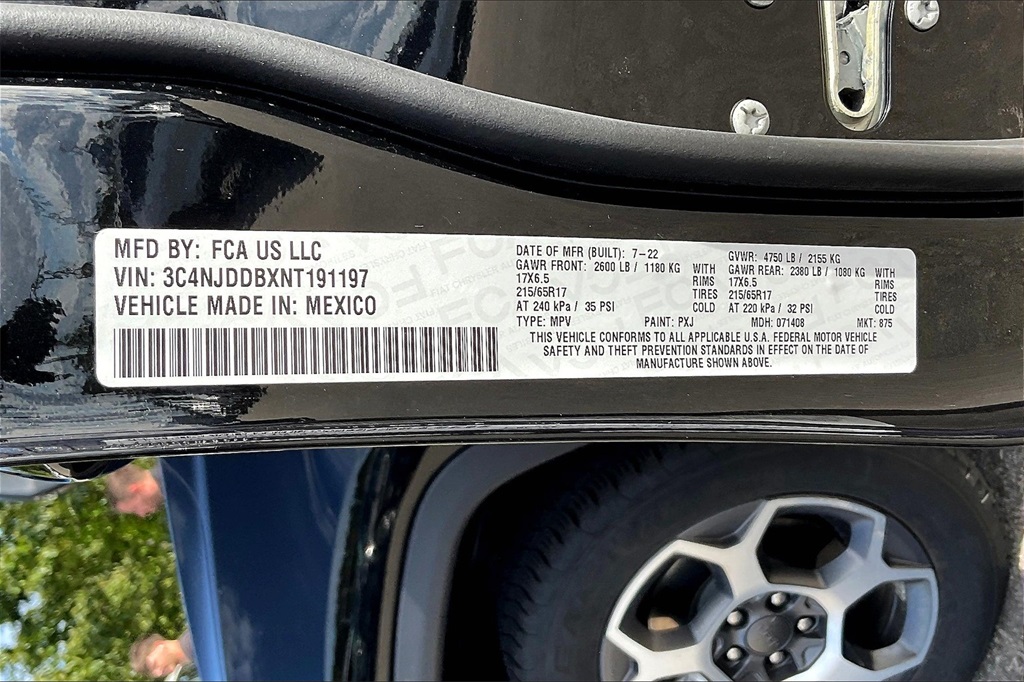 MFD BY: FCA US LLC
VIN: 3C4NJDDBXNT191197
VEHICLE MADE IN: MEXICO
DATE OF MFR (BUILT): 7-22
GAWR FRONT: 2600 LB / 1180 KG WITH
17X6.5 RIMS
215/65R17 TIRES
AT 240 kPa / 35 PSI COLD
GVWR: 4750 LB / 2155 KG
GAWR REAR: 2380 LB / 1080 KG WITH
17X6.5 RIMS
215/65R17 TIRES
AT 220 kPa / 32 PSI COLD
TYPE: MPV PAINT: PXJ MDH: 071408 MKT: 875
THIS VEHICLE CONFORMS TO ALL APPLICABLE U.S.A. FEDERAL MOTOR VEHICLE
SAFETY AND THEFT PREVENTION STANDARDS IN EFFECT ON THE DATE OF
MANUFACTURE SHOWN ABOVE.